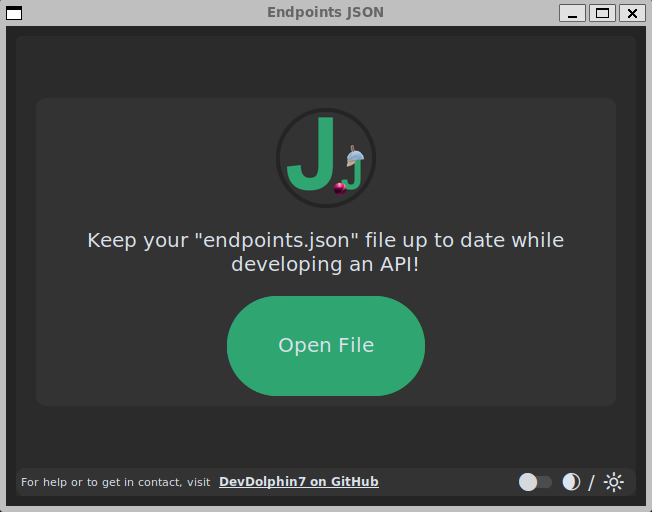 Endpoints JSON
J
J
Keep your "endpoints.json" file up to date while
developing an API!
Open File
For help or to get in contact, visit DevDolphin7 on GitHub
/